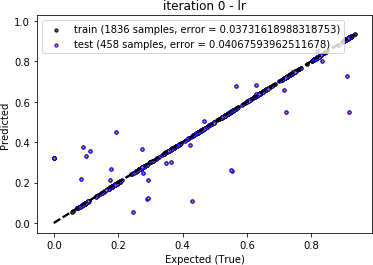 iteration 0 - lr
train (1836 samples, error = 0.03731618988318753)
test (458 samples, error = 0.04067593962511678)
1.0
0.8
0.6
0.4
0.2
0.0
Predicted
0.0 0.2 0.4 0.6 0.8
Expected (True)